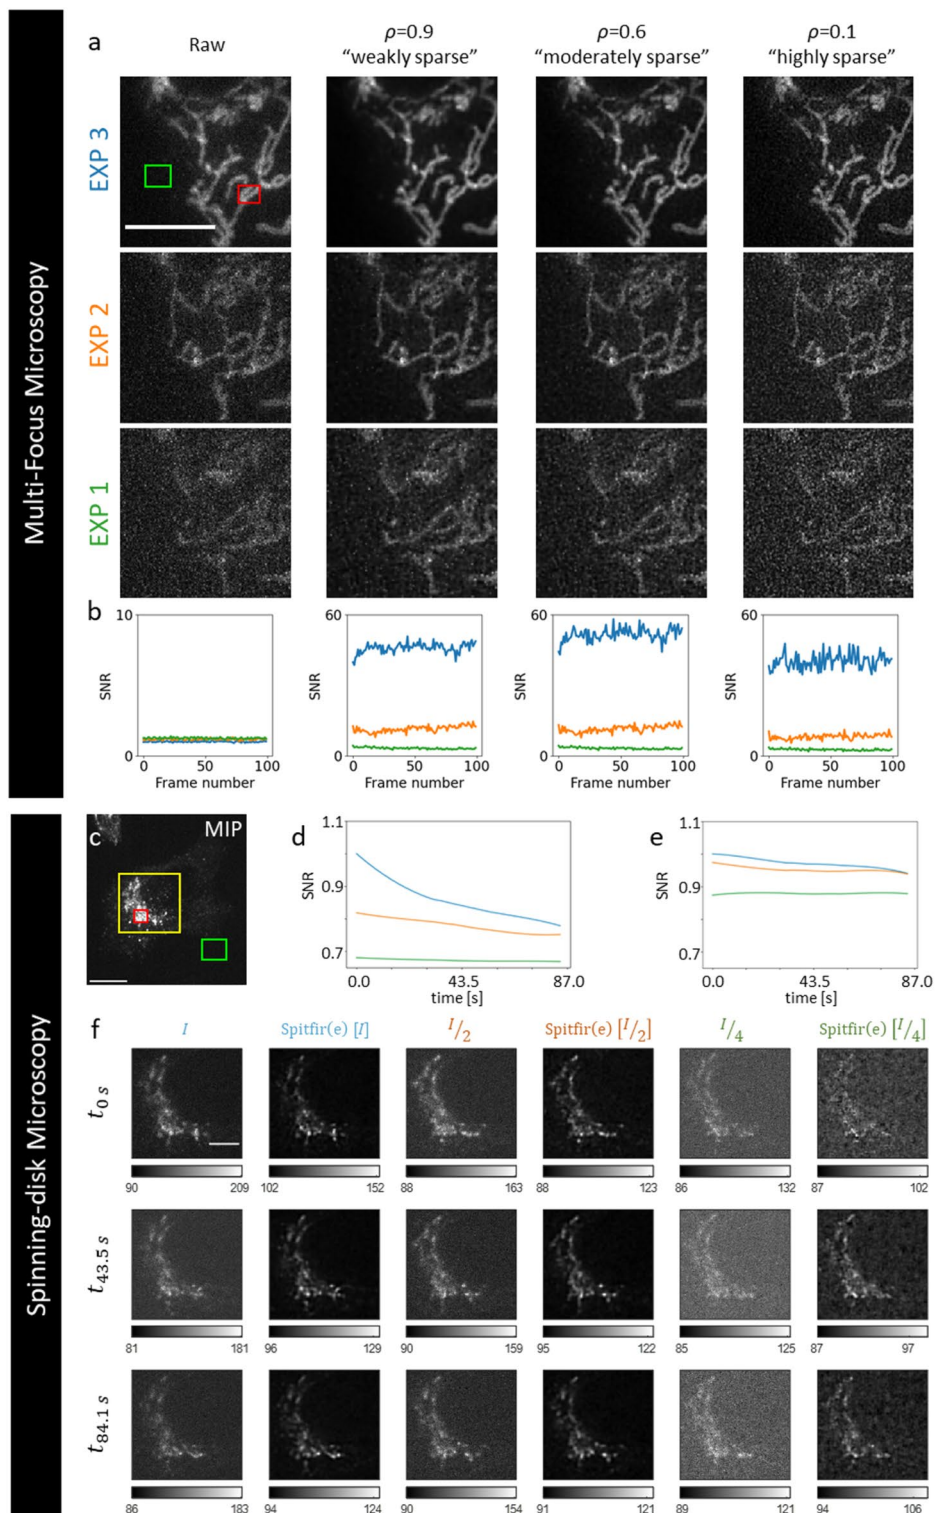 Multi-Focus Microscopy
a
Raw
ρ=0.9
"weakly sparse"
ρ=0.6
"moderately sparse"
ρ=0.1
"highly sparse"
EXP 3
EXP 2
EXP 1
b
10
SNR
0
0 50 100
Frame number
60
SNR
0
0 50 100
Frame number
60
SNR
0
0 50 100
Frame number
60
SNR
0
0 50 100
Frame number
Spinning-disk Microscopy
c
MIP
d
1.1
0.9
0.7
SNR
0.0 43.5 87.0
time [s]
e
1.1
0.9
0.7
SNR
0.0 43.5 87.0
time [s]
f
I
Spitfir(e) [I]
I/2
Spitfir(e) [I/2]
I/4
Spitfir(e) [I/4]
t0 s
90 209
102 152
88 163
88 123
86 132
87 102
t43.5 s
81 181
96 129
90 159
95 122
85 125
87 97
t84.1 s
86 183
94 124
90 154
91 121
89 121
94 106